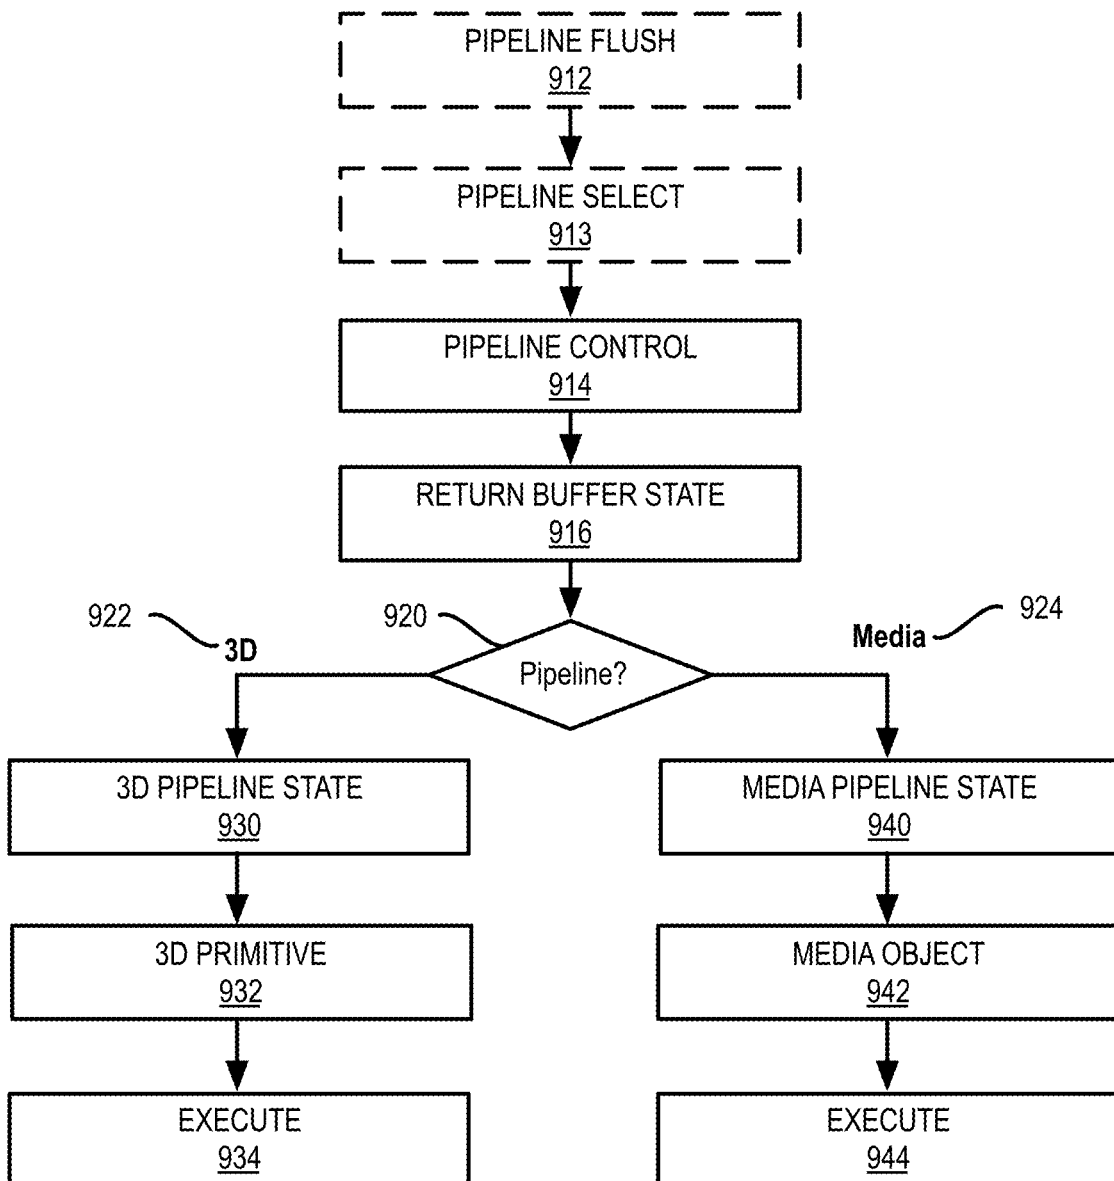 PIPELINE FLUSH
912
PIPELINE SELECT
913
PIPELINE CONTROL
914
RETURN BUFFER STATE
916
922
3D
920
Pipeline?
Media
924
3D PIPELINE STATE
930
MEDIA PIPELINE STATE
940
3D PRIMITIVE
932
MEDIA OBJECT
942
EXECUTE
934
EXECUTE
944